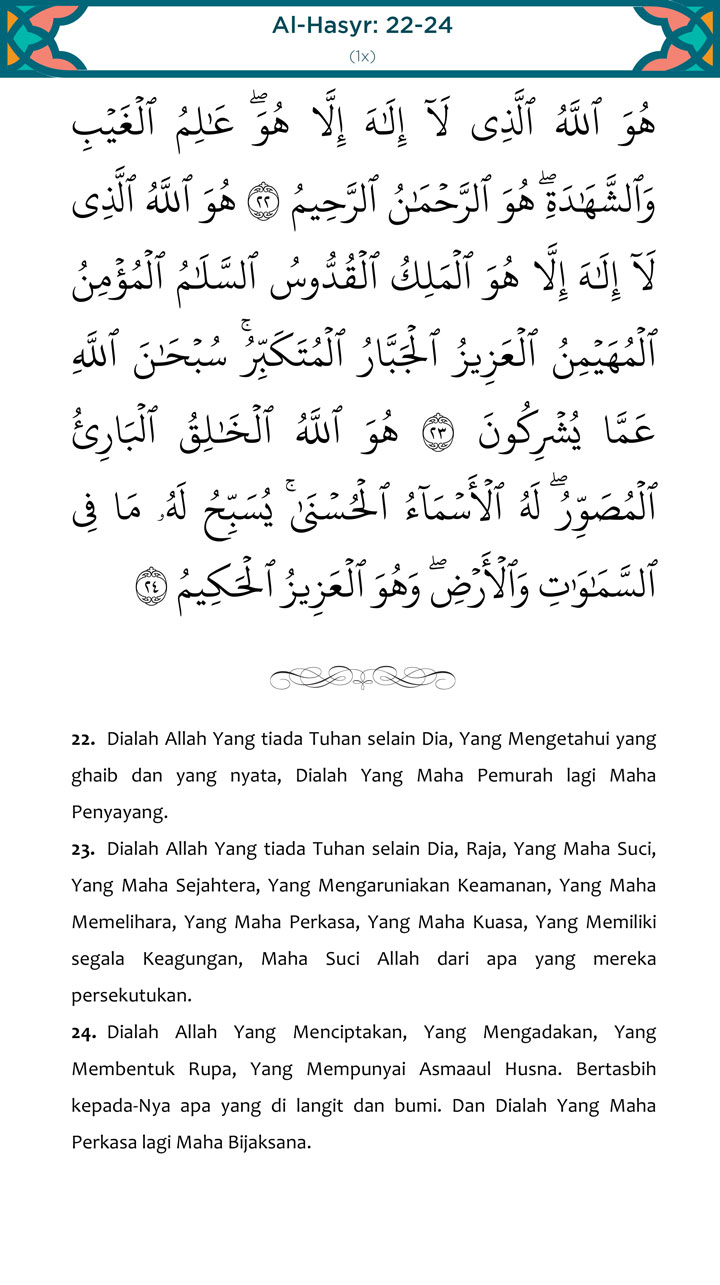 Al-Hasyr: 22-24
(1x)
هُوَ ٱللَّهُ ٱلَّذِى لَآ إِلَـٰهَ إِلَّا هُوَ ۖ عَـٰلِمُ ٱلْغَيْبِ
وَٱلشَّهَـٰدَةِ ۖ هُوَ ٱلرَّحْمَـٰنُ ٱلرَّحِيمُ ۝٢٢ هُوَ ٱللَّهُ ٱلَّذِى
لَآ إِلَـٰهَ إِلَّا هُوَ ٱلْمَلِكُ ٱلْقُدُّوسُ ٱلسَّلَـٰمُ ٱلْمُؤْمِنُ
ٱلْمُهَيْمِنُ ٱلْعَزِيزُ ٱلْجَبَّارُ ٱلْمُتَكَبِّرُ ۚ سُبْحَـٰنَ ٱللَّهِ
عَمَّا يُشْرِكُونَ ۝٢٣ هُوَ ٱللَّهُ ٱلْخَـٰلِقُ ٱلْبَارِئُ
ٱلْمُصَوِّرُ ۖ لَهُ ٱلْأَسْمَآءُ ٱلْحُسْنَىٰ ۚ يُسَبِّحُ لَهُۥ مَا فِى
ٱلسَّمَـٰوَٰتِ وَٱلْأَرْضِ ۖ وَهُوَ ٱلْعَزِيزُ ٱلْحَكِيمُ ۝٢٤
22. Dialah Allah Yang tiada Tuhan selain Dia, Yang Mengetahui yang
ghaib dan yang nyata, Dialah Yang Maha Pemurah lagi Maha
Penyayang.
23. Dialah Allah Yang tiada Tuhan selain Dia, Raja, Yang Maha Suci,
Yang Maha Sejahtera, Yang Mengaruniakan Keamanan, Yang Maha
Memelihara, Yang Maha Perkasa, Yang Maha Kuasa, Yang Memiliki
segala Keagungan, Maha Suci Allah dari apa yang mereka
persekutukan.
24. Dialah Allah Yang Menciptakan, Yang Mengadakan, Yang
Membentuk Rupa, Yang Mempunyai Asmaaul Husna. Bertasbih
kepada-Nya apa yang di langit dan bumi. Dan Dialah Yang Maha
Perkasa lagi Maha Bijaksana.